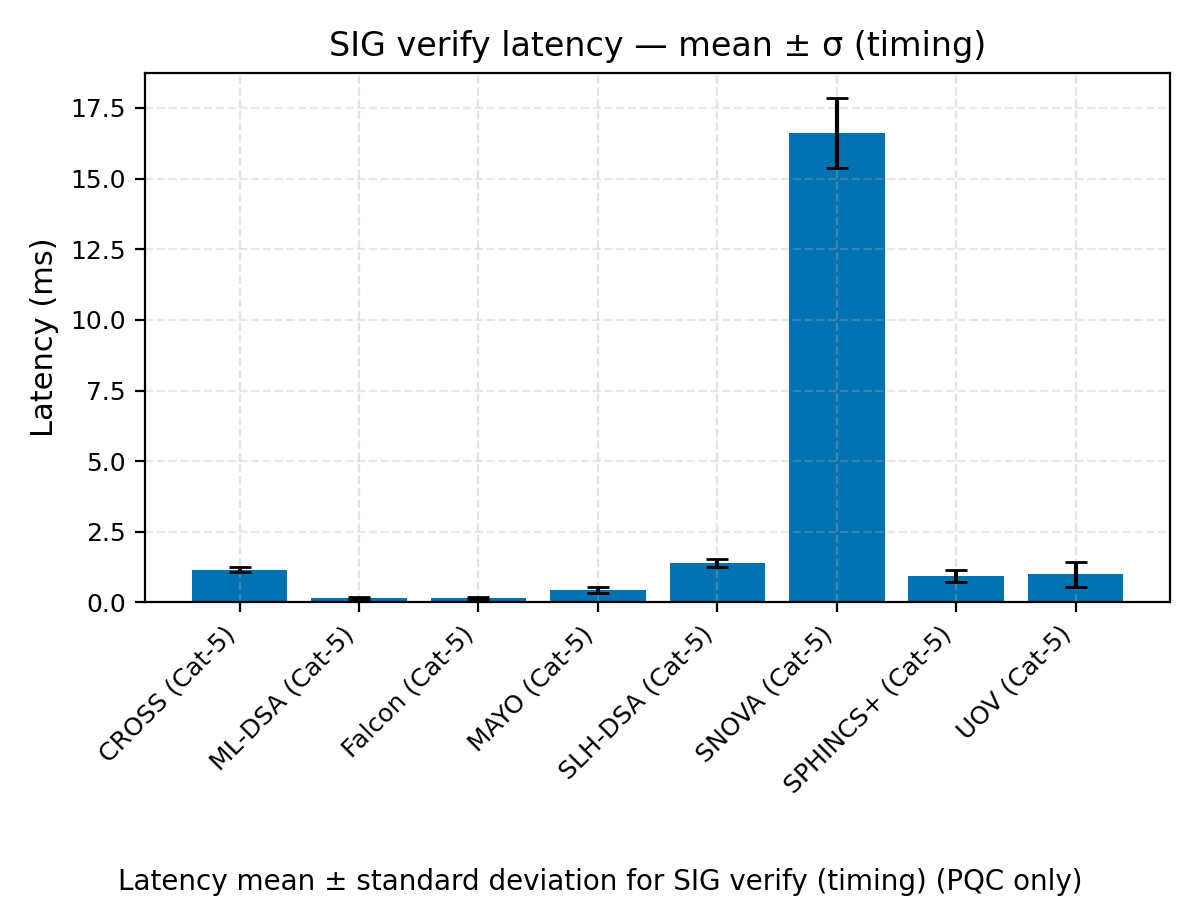 SIG verify latency — mean ± σ (timing)
Latency (ms)
17.5
15.0
12.5
10.0
7.5
5.0
2.5
0.0
CROSS (Cat-5)
ML-DSA (Cat-5)
Falcon (Cat-5)
MAYO (Cat-5)
SLH-DSA (Cat-5)
SNOVA (Cat-5)
SPHINCS+ (Cat-5)
UOV (Cat-5)
Latency mean ± standard deviation for SIG verify (timing) (PQC only)